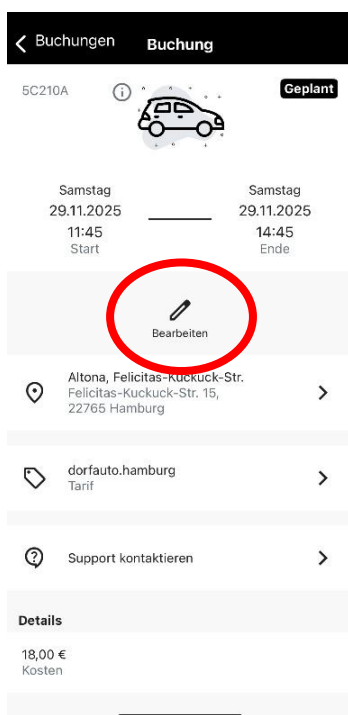 Buchungen Buchung
5C210A Geplant
Samstag Samstag
29.11.2025 29.11.2025
11:45 14:45
Start Ende
Bearbeiten
Altona, Felicitas-Kuckuck-Str.
Felicitas-Kuckuck-Str. 15,
22765 Hamburg
dorfauto.hamburg
Tarif
Support kontaktieren
Details
18,00 €
Kosten